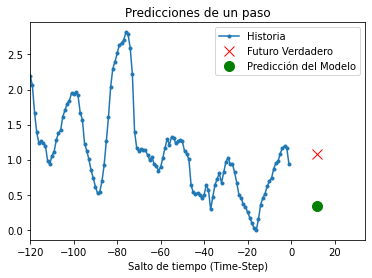 Predicciones de un paso
Historia
Futuro Verdadero
Predicción del Modelo
2.5
2.0
1.5
1.0
0.5
0.0
−120 −100 −80 −60 −40 −20 0 20
Salto de tiempo (Time-Step)